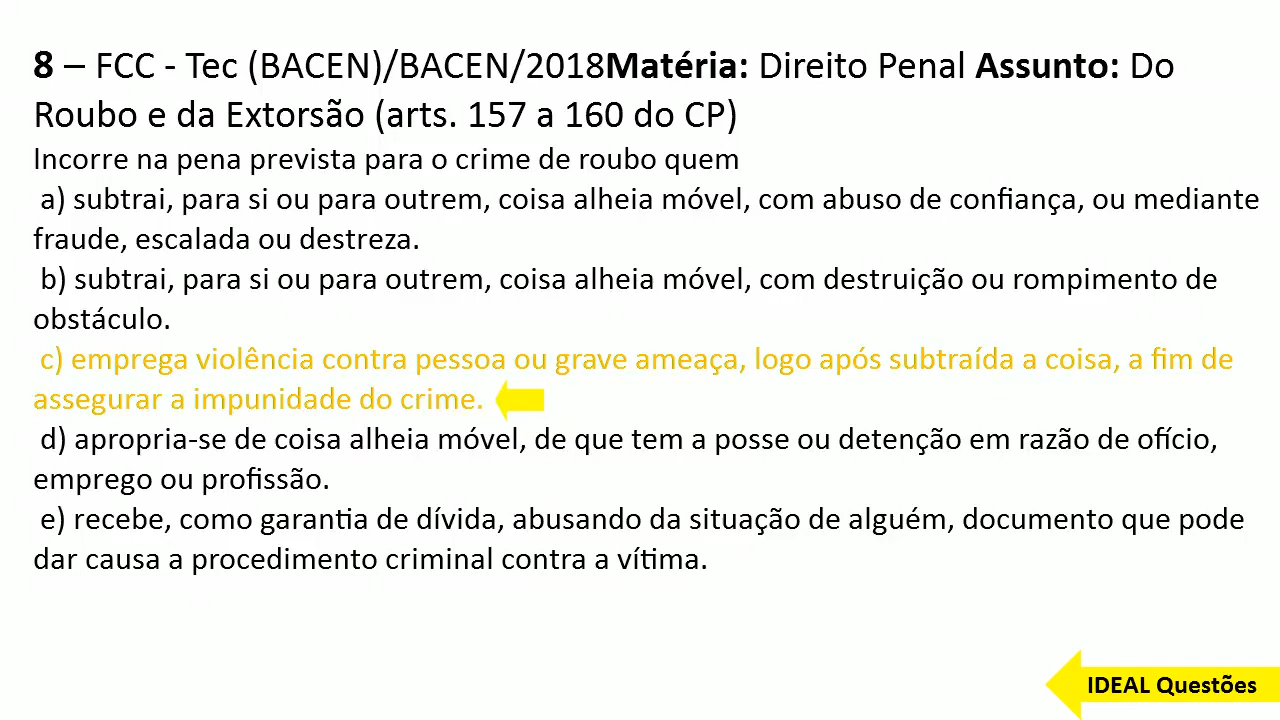 8 – FCC - Tec (BACEN)/BACEN/2018Matéria: Direito Penal Assunto: Do
Roubo e da Extorsão (arts. 157 a 160 do CP)
Incorre na pena prevista para o crime de roubo quem
a) subtrai, para si ou para outrem, coisa alheia móvel, com abuso de confiança, ou mediante
fraude, escalada ou destreza.
b) subtrai, para si ou para outrem, coisa alheia móvel, com destruição ou rompimento de
obstáculo.
c) emprega violência contra pessoa ou grave ameaça, logo após subtraída a coisa, a fim de
assegurar a impunidade do crime.
d) apropria-se de coisa alheia móvel, de que tem a posse ou detenção em razão de ofício,
emprego ou profissão.
e) recebe, como garantia de dívida, abusando da situação de alguém, documento que pode
dar causa a procedimento criminal contra a vítima.
IDEAL Questões